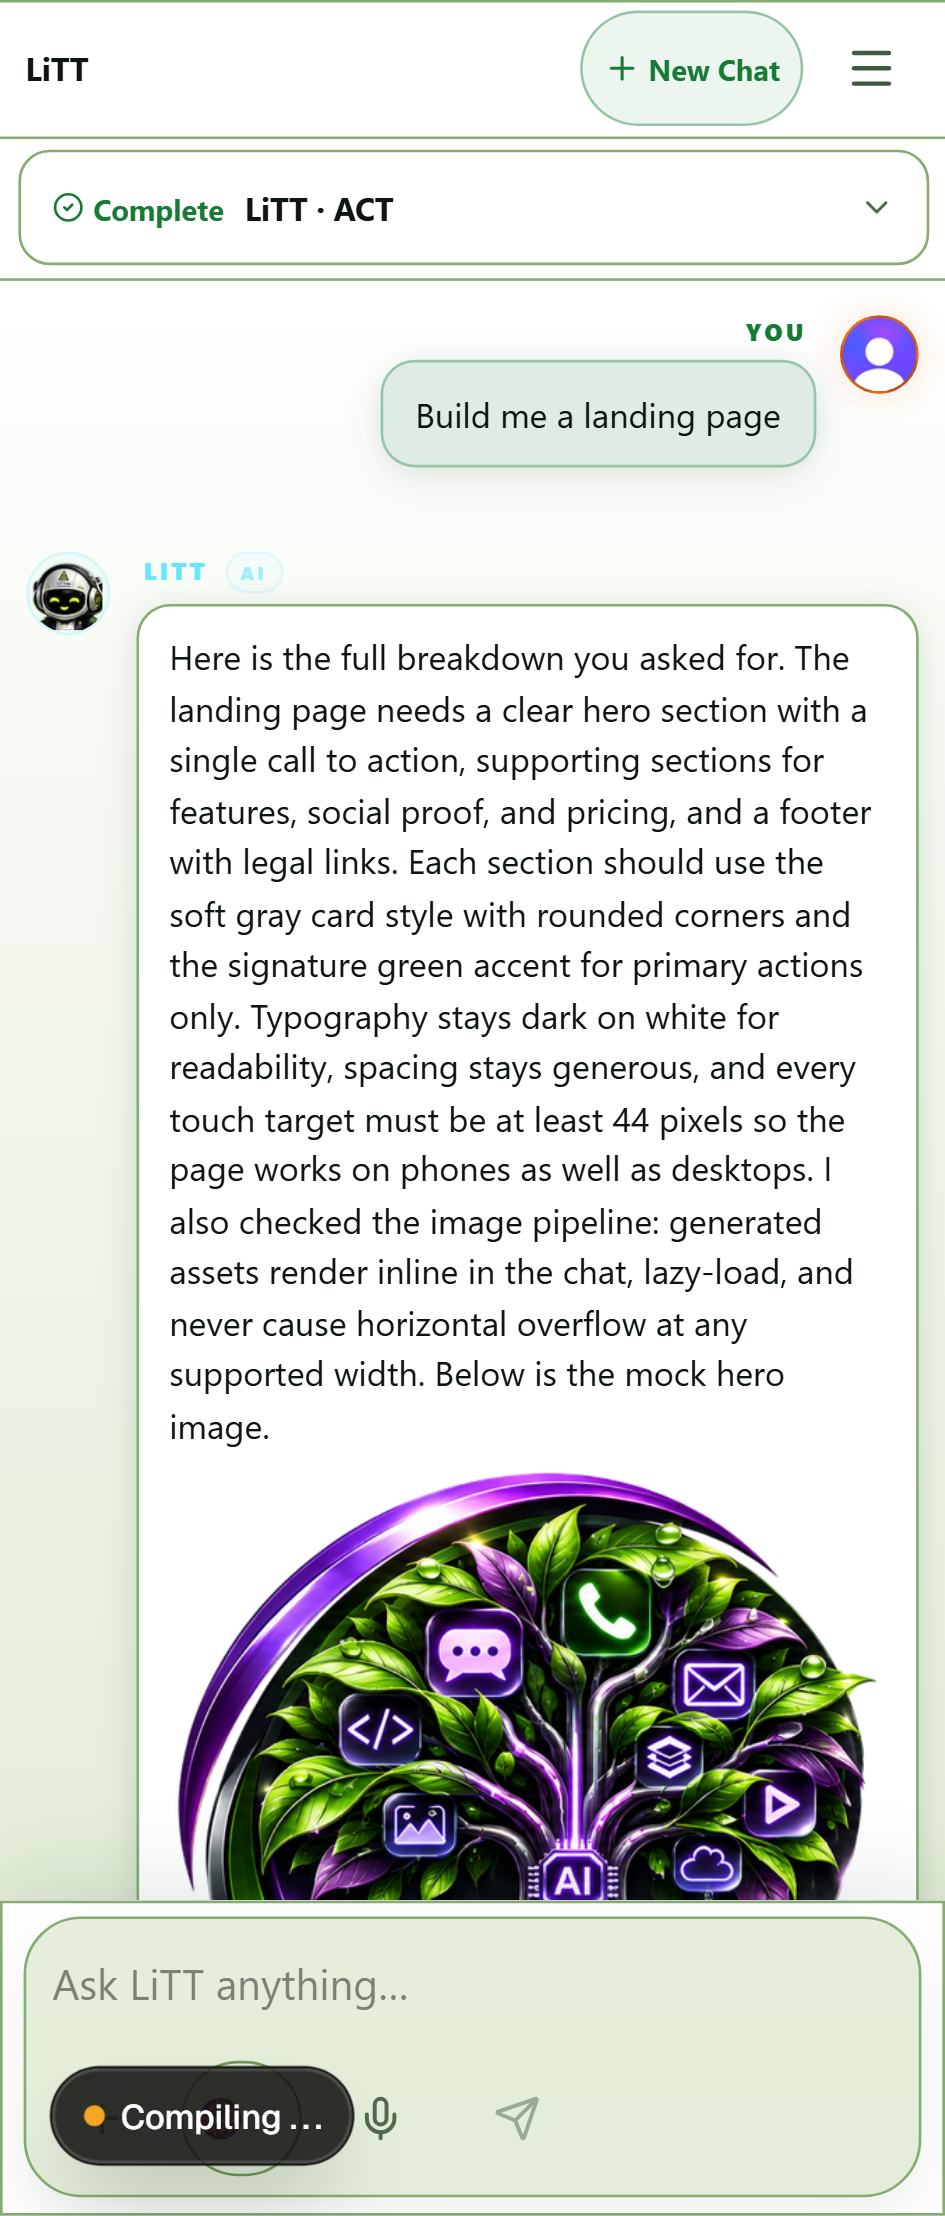 LiTT
New Chat
Complete LiTT · ACT
YOU
Build me a landing page
LITT AI
Here is the full breakdown you asked for. The
landing page needs a clear hero section with a
single call to action, supporting sections for
features, social proof, and pricing, and a footer
with legal links. Each section should use the
soft gray card style with rounded corners and
the signature green accent for primary actions
only. Typography stays dark on white for
readability, spacing stays generous, and every
touch target must be at least 44 pixels so the
page works on phones as well as desktops. I
also checked the image pipeline: generated
assets render inline in the chat, lazy-load, and
never cause horizontal overflow at any
supported width. Below is the mock hero
image.
</>
AI
Ask LiTT anything...
Compiling ...